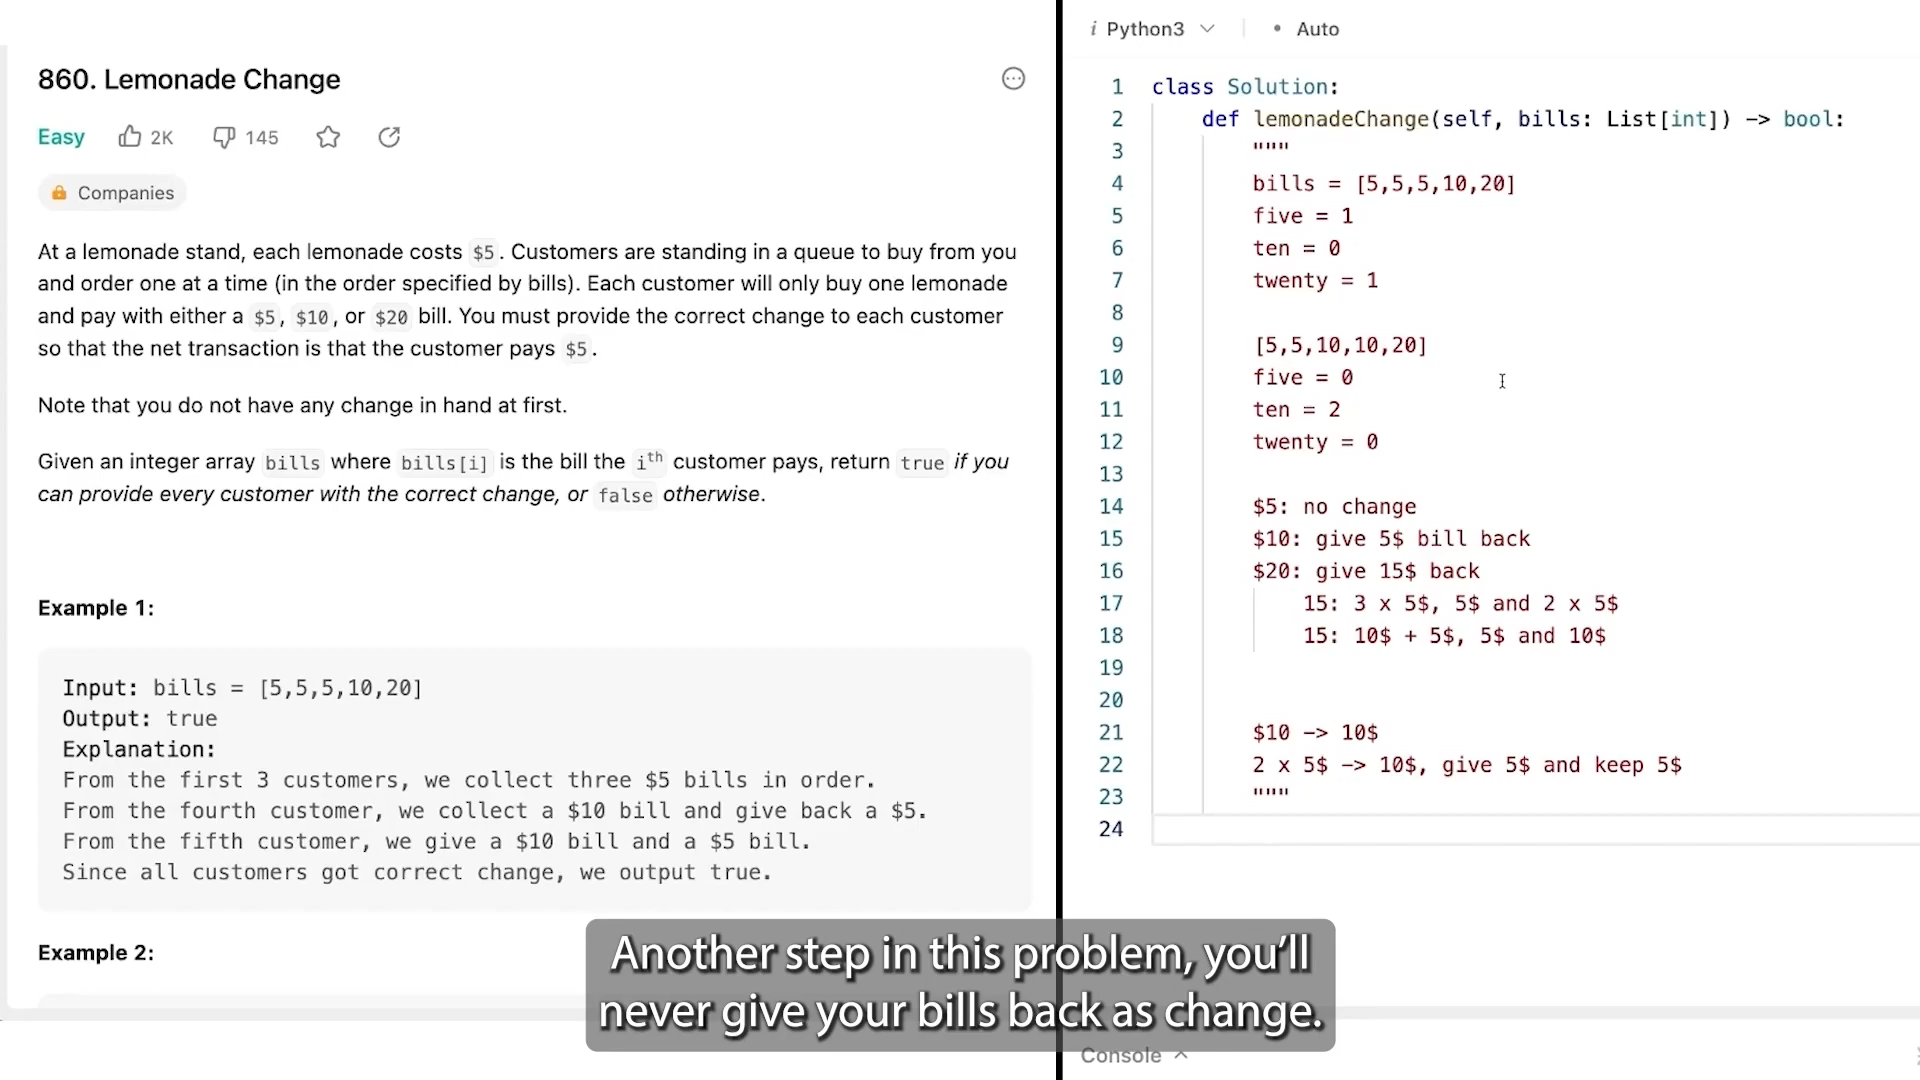 860. Lemonade Change
Easy 2K 145
Companies
At a lemonade stand, each lemonade costs $5. Customers are standing in a queue to buy from you
and order one at a time (in the order specified by bills). Each customer will only buy one lemonade
and pay with either a $5, $10, or $20 bill. You must provide the correct change to each customer
so that the net transaction is that the customer pays $5.
Note that you do not have any change in hand at first.
Given an integer array bills where bills[i] is the bill the ith customer pays, return true if you
can provide every customer with the correct change, or false otherwise.
Example 1:
Input: bills = [5,5,5,10,20]
Output: true
Explanation:
From the first 3 customers, we collect three $5 bills in order.
From the fourth customer, we collect a $10 bill and give back a $5.
From the fifth customer, we give a $10 bill and a $5 bill.
Since all customers got correct change, we output true.
Example 2:
i Python3 • Auto
1 class Solution:
2 def lemonadeChange(self, bills: List[int]) -> bool:
3 """
4 bills = [5,5,5,10,20]
5 five = 1
6 ten = 0
7 twenty = 1
8
9 [5,5,10,10,20]
10 five = 0
11 ten = 2
12 twenty = 0
13
14 $5: no change
15 $10: give 5$ bill back
16 $20: give 15$ back
17 15: 3 x 5$, 5$ and 2 x 5$
18 15: 10$ + 5$, 5$ and 10$
19
20
21 $10 -> 10$
22 2 x 5$ -> 10$, give 5$ and keep 5$
23 """
24
Another step in this problem, you'll
never give your bills back as change.
Console